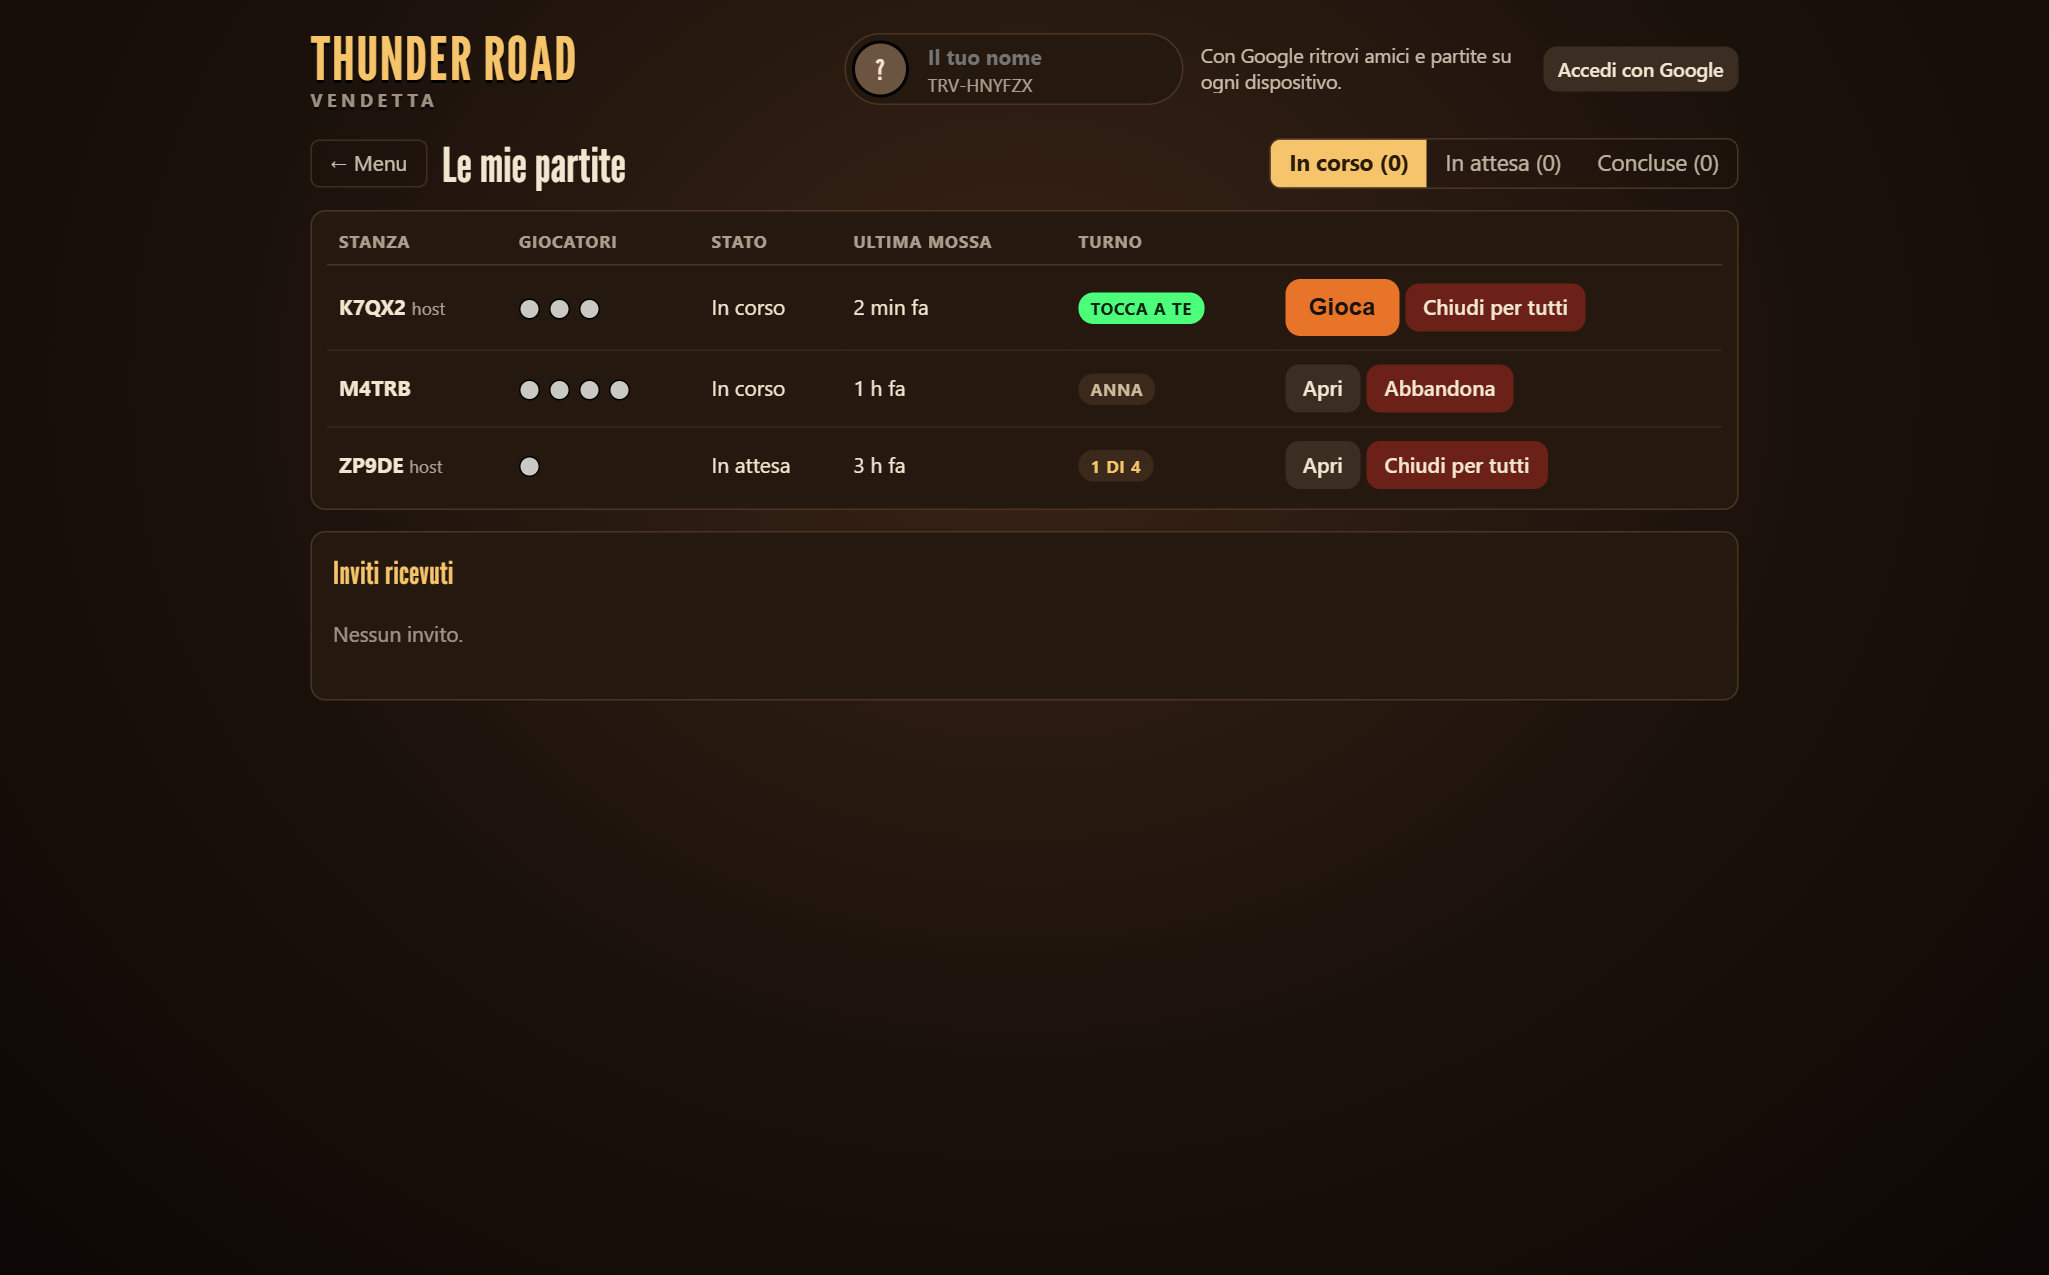 THUNDER ROAD
VENDETTA
?
Il tuo nome
TRV-HNYFZX
Con Google ritrovi amici e partite su
ogni dispositivo.
Accedi con Google
← Menu
Le mie partite
In corso (0)
In attesa (0)
Concluse (0)
STANZA GIOCATORI STATO ULTIMA MOSSA TURNO
K7QX2 host In corso 2 min fa TOCCA A TE Gioca Chiudi per tutti
M4TRB In corso 1 h fa ANNA Apri Abbandona
ZP9DE host In attesa 3 h fa 1 DI 4 Apri Chiudi per tutti
Inviti ricevuti
Nessun invito.